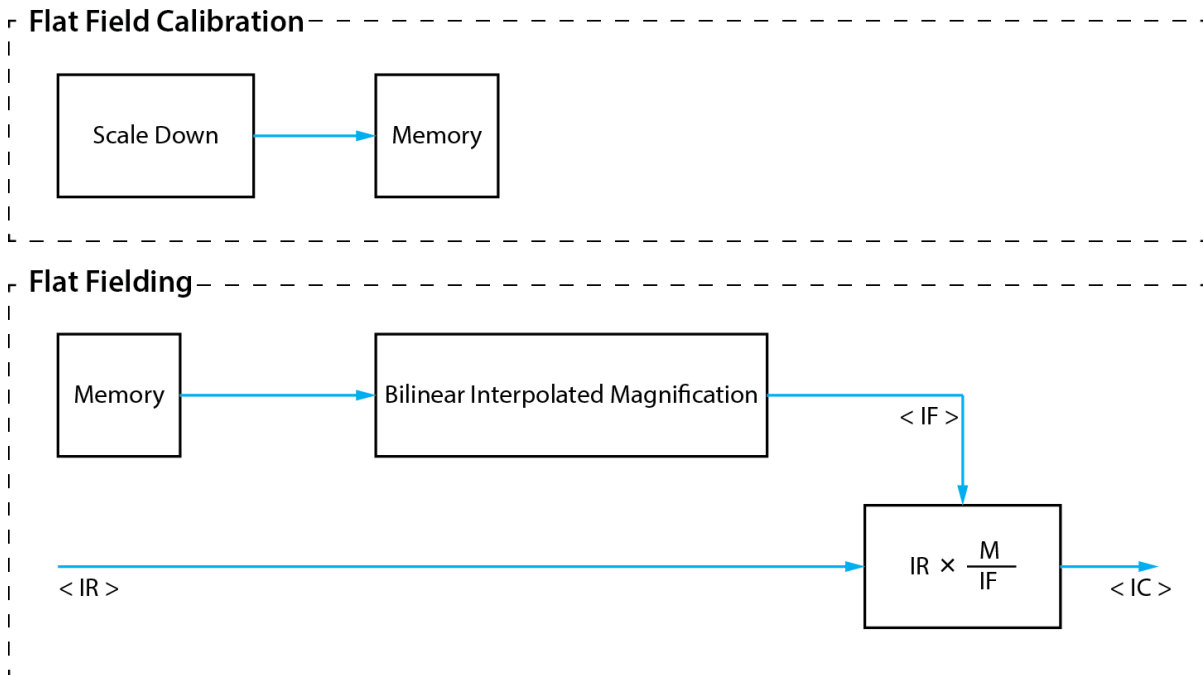 Flat Field Calibration
Scale Down
Memory
Flat Fielding
Memory
Bilinear Interpolated Magnification
< IF >
IR × M
IF
< IR >
< IC >